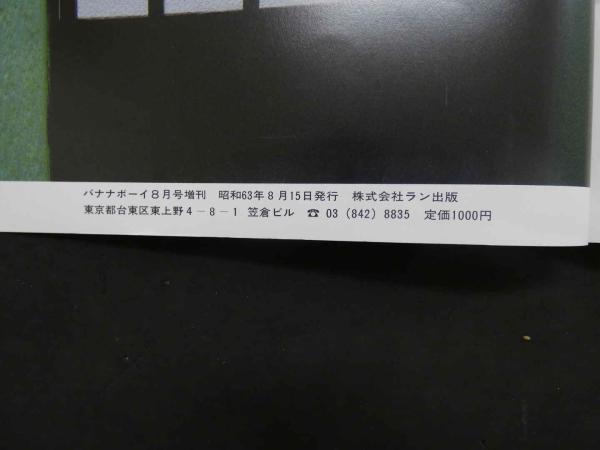 バナナボーイ8月号増刊 昭和63年8月15日発行 株式会社ラン出版
東京都台東区東上野4-8-1 笠倉ビル ☎ 03 (842) 8835 定価1000円